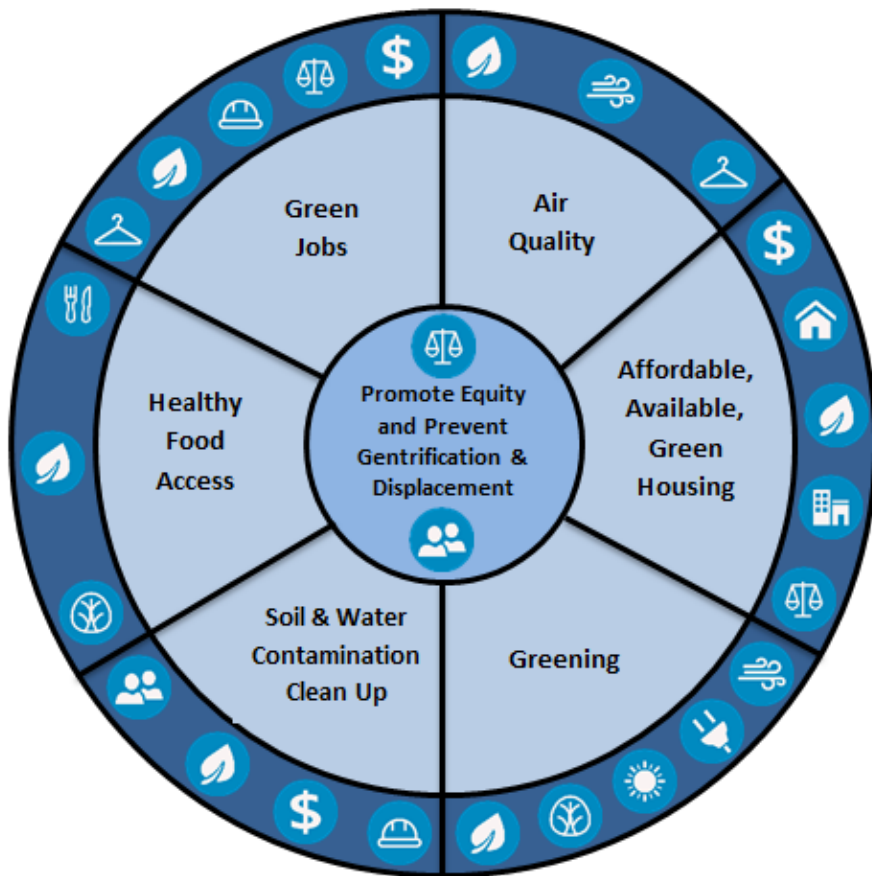 Green
Jobs
Air
Quality
Affordable,
Available,
Green
Housing
Greening
Soil & Water
Contamination
Clean Up
Healthy
Food
Access
Promote Equity
and Prevent
Gentrification &
Displacement
$
$
$